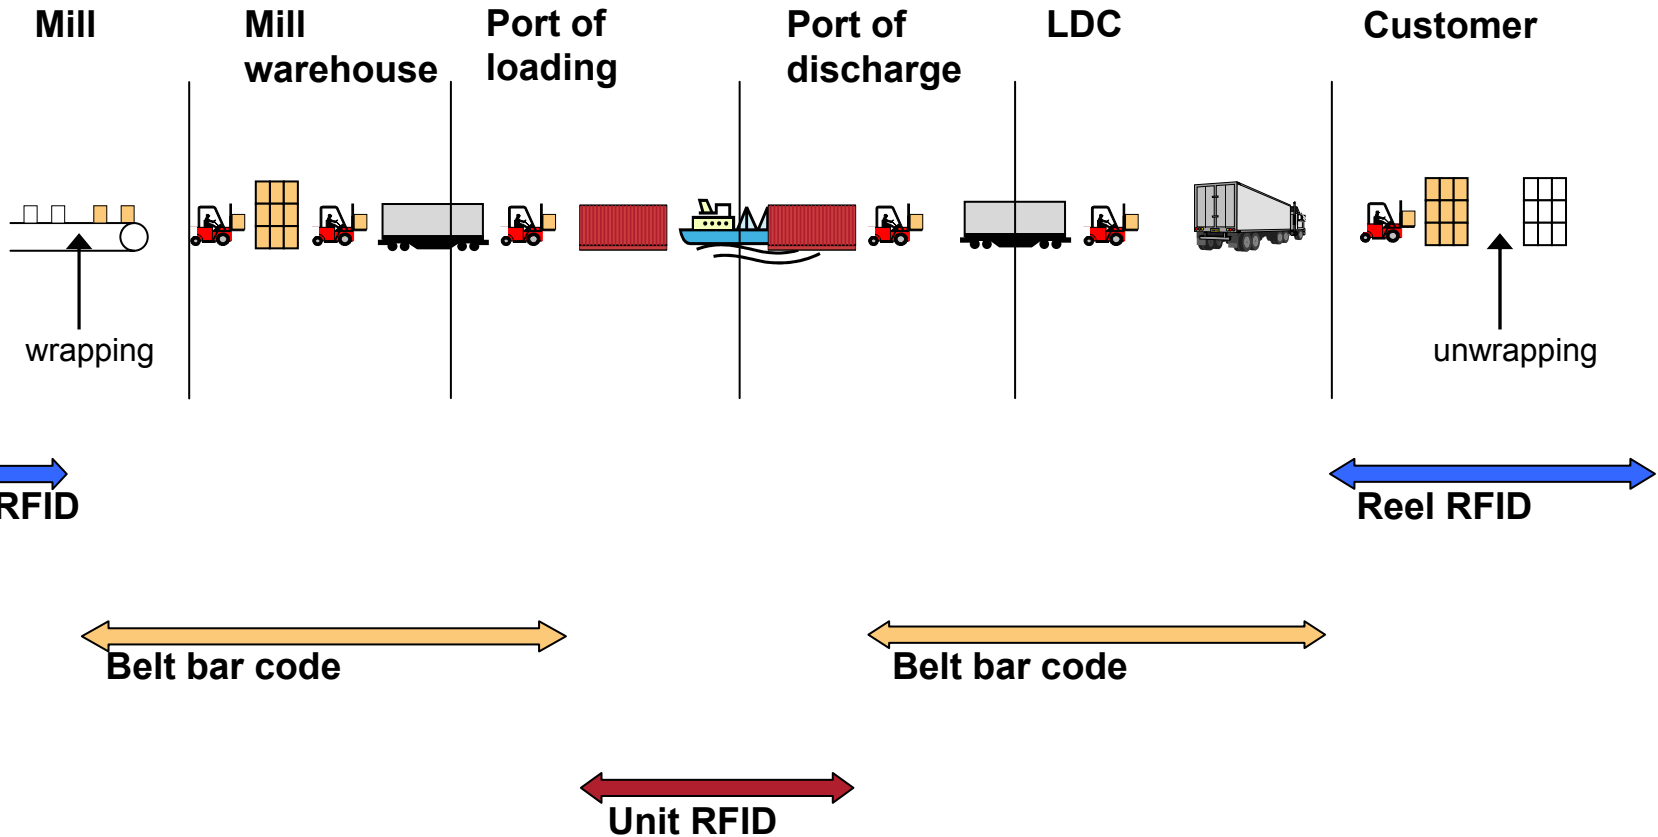 Mill
Mill
warehouse
Port of
loading
Port of
discharge
LDC
Customer
wrapping
unwrapping
RFID
Reel RFID
Belt bar code
Belt bar code
Unit RFID